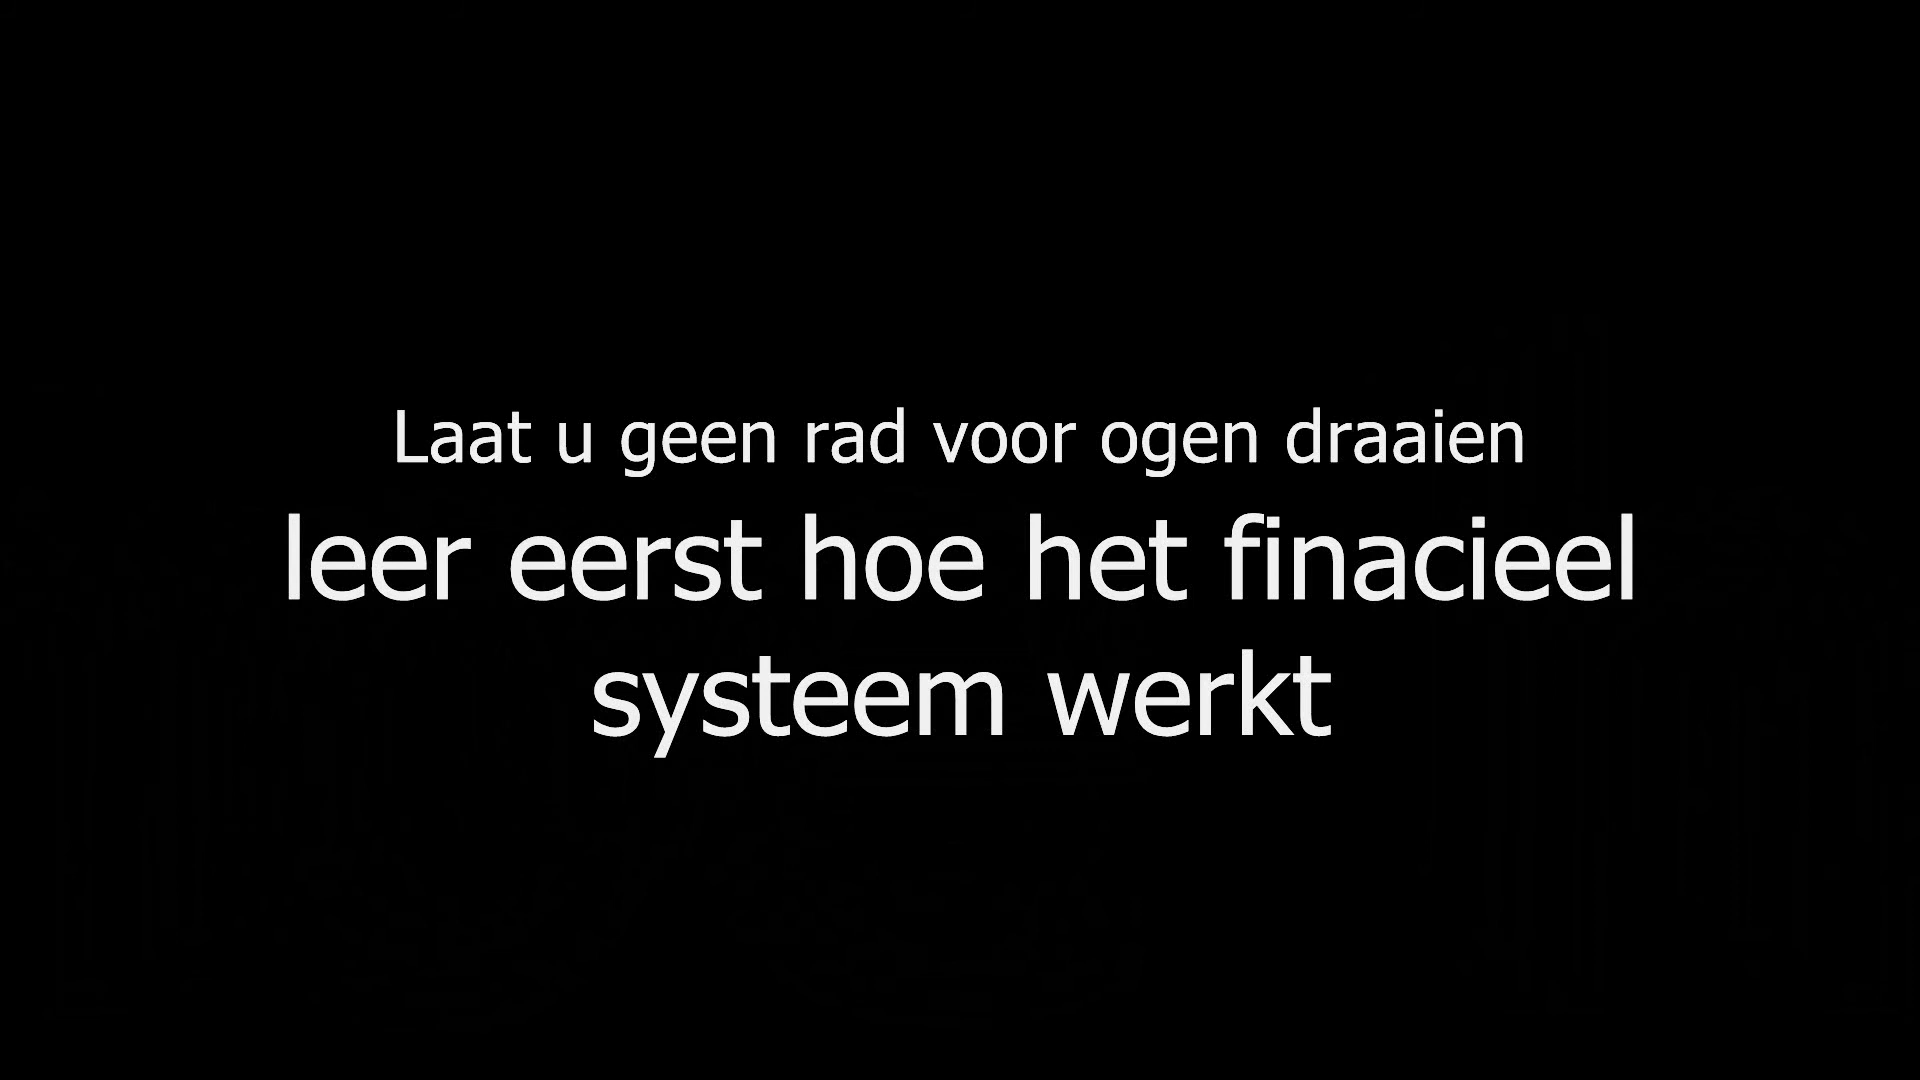 Laat u geen rad voor ogen draaien
leer eerst hoe het finacieel
systeem werkt